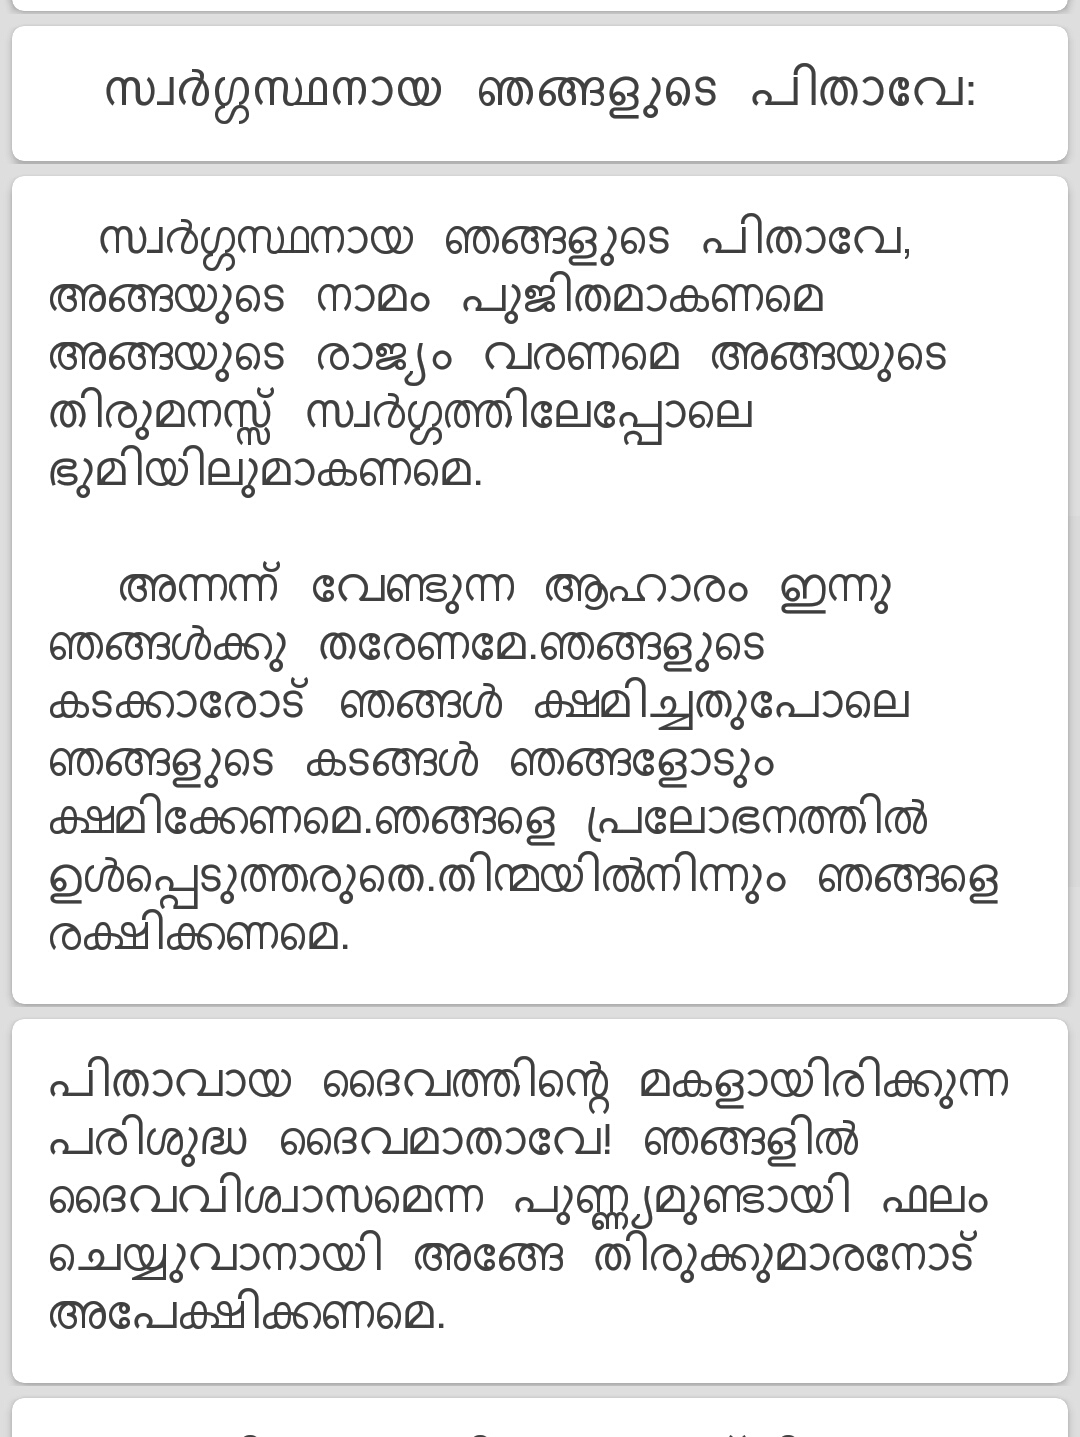 സ്വർഗ്ഗസ്ഥനായ ഞങ്ങളുടെ പിതാവേ:
സ്വർഗ്ഗസ്ഥനായ ഞങ്ങളുടെ പിതാവേ,
അങ്ങയുടെ നാമം പുജിതമാകണമെ
അങ്ങയുടെ രാജ്യം വരണമെ അങ്ങയുടെ
തിരുമനസ്സ് സ്വർഗ്ഗത്തിലേപ്പോലെ
ഭുമിയിലുമാകണമെ.
അന്നന്ന് വേണ്ടുന്ന ആഹാരം ഇന്നു
ഞങ്ങൾക്കു തരേണമേ.ഞങ്ങളുടെ
കടക്കാരോട് ഞങ്ങൾ ക്ഷമിച്ചതുപോലെ
ഞങ്ങളുടെ കടങ്ങൾ ഞങ്ങളോടും
ക്ഷമിക്കേണമെ.ഞങ്ങളെ പ്രലോഭനത്തിൽ
ഉൾപ്പെടുത്തരുതെ.തിന്മയിൽനിന്നും ഞങ്ങളെ
രക്ഷിക്കണമെ.
പിതാവായ ദൈവത്തിന്റെ മകളായിരിക്കുന്ന
പരിശുദ്ധ ദൈവമാതാവേ! ഞങ്ങളിൽ
ദൈവവിശ്വാസമെന്ന പുണ്ണ്യമുണ്ടായി ഫലം
ചെയ്യുവാനായി അങ്ങേ തിരുക്കുമാരനോട്
അപേക്ഷിക്കണമെ.